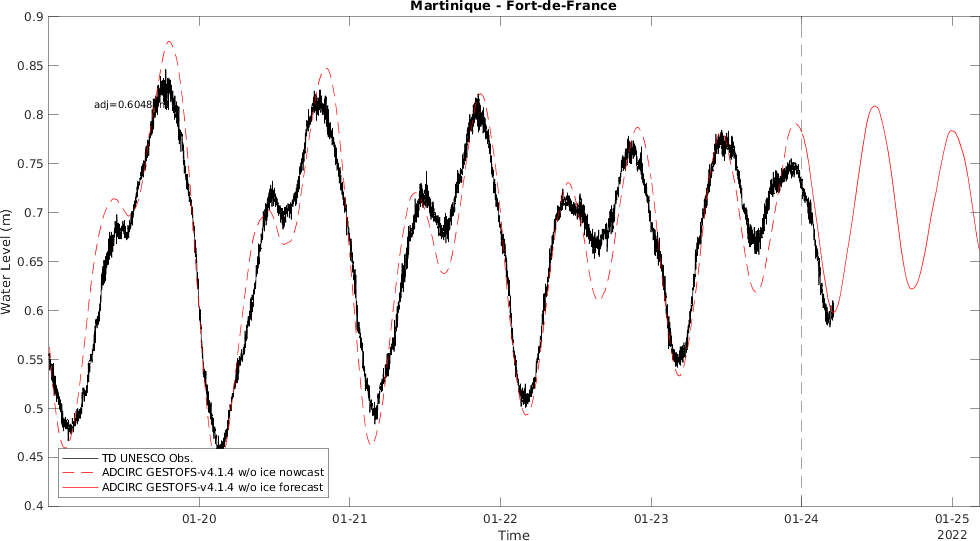 Martinique - Fort-de-France
0.9
0.85
adj=0.6048
0.8
0.75
0.7
0.65
0.6
0.55
0.5
0.45
0.4
Water Level (m)
TD UNESCO Obs.
ADCIRC GESTOFS-v4.1.4 w/o ice nowcast
ADCIRC GESTOFS-v4.1.4 w/o ice forecast
01-20 01-21 01-22 01-23 01-24 01-25
Time 2022